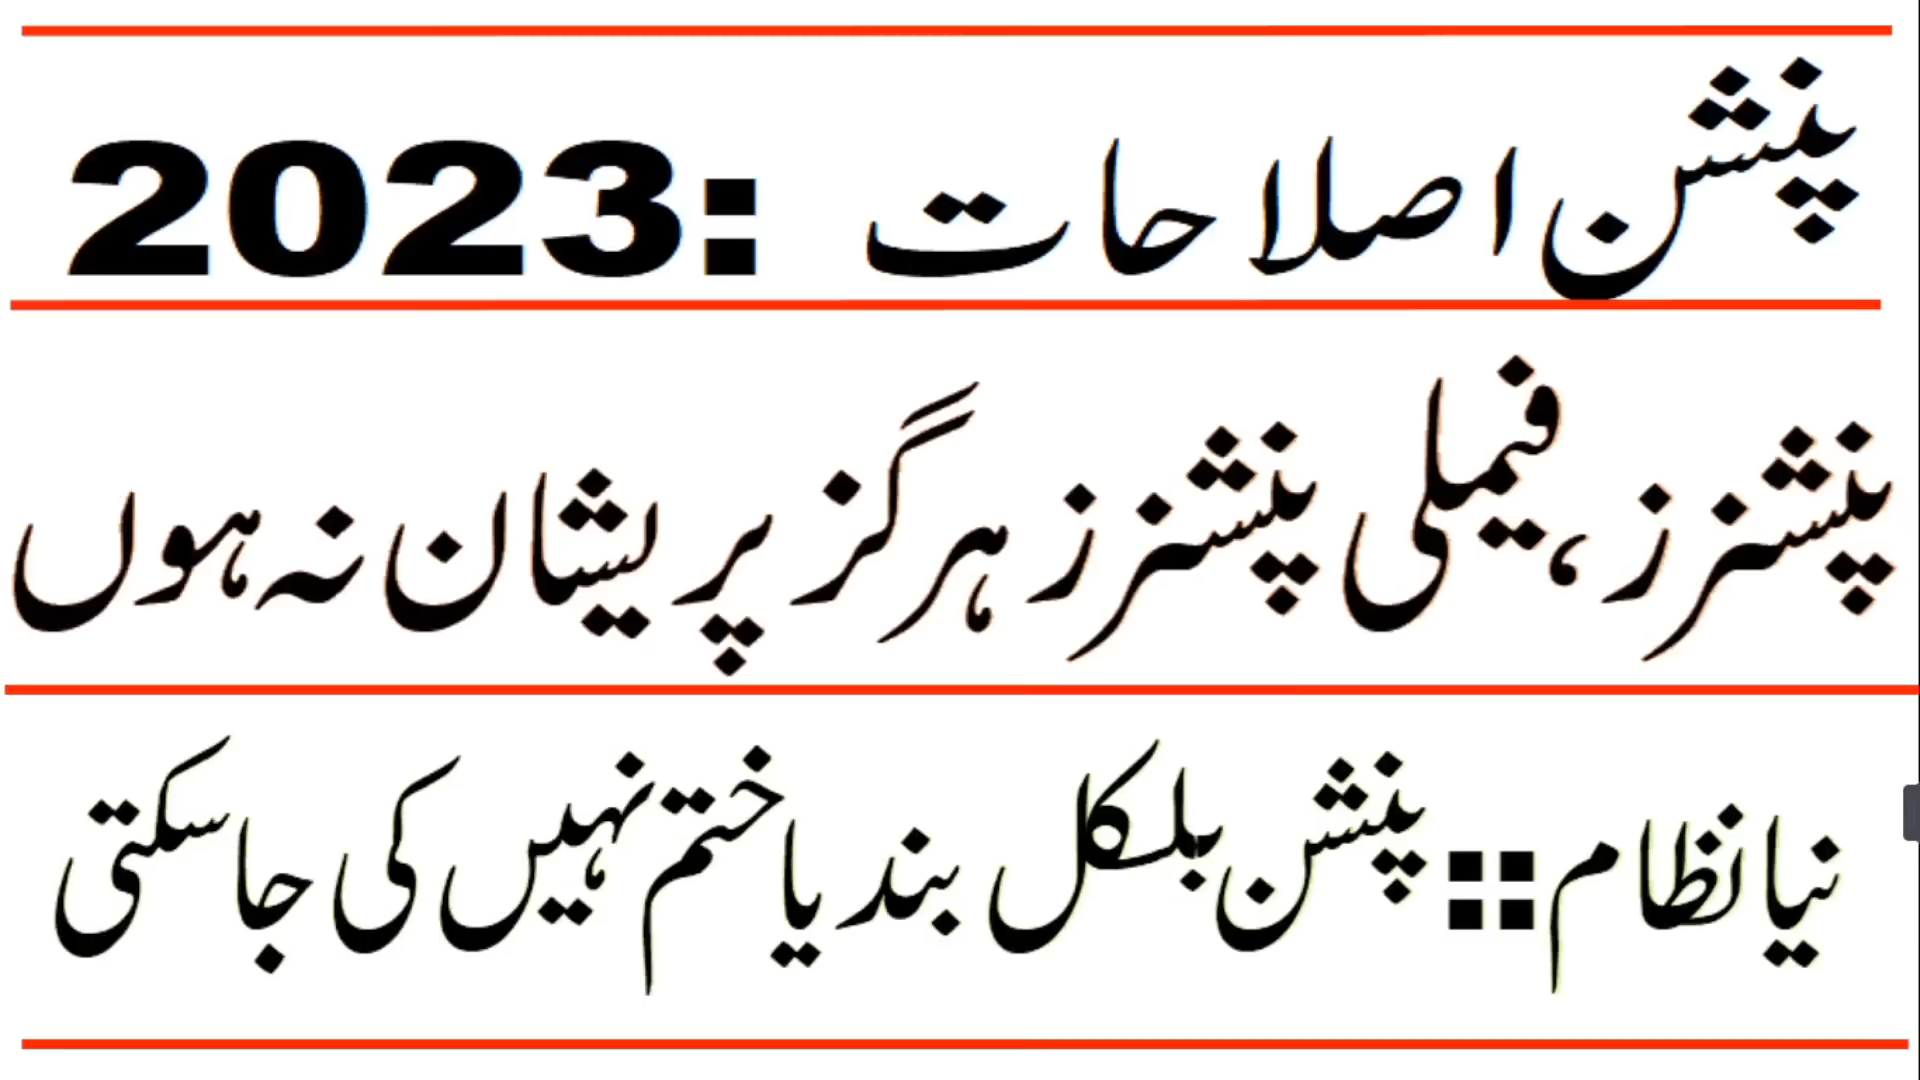 پنشن اصلاحات :2023
پنشنرز، فیملی پنشنرز ہرگز پریشان نہ ہوں
نیا نظام :: پنشن بلکل بند یا ختم نہیں کی جا سکتی